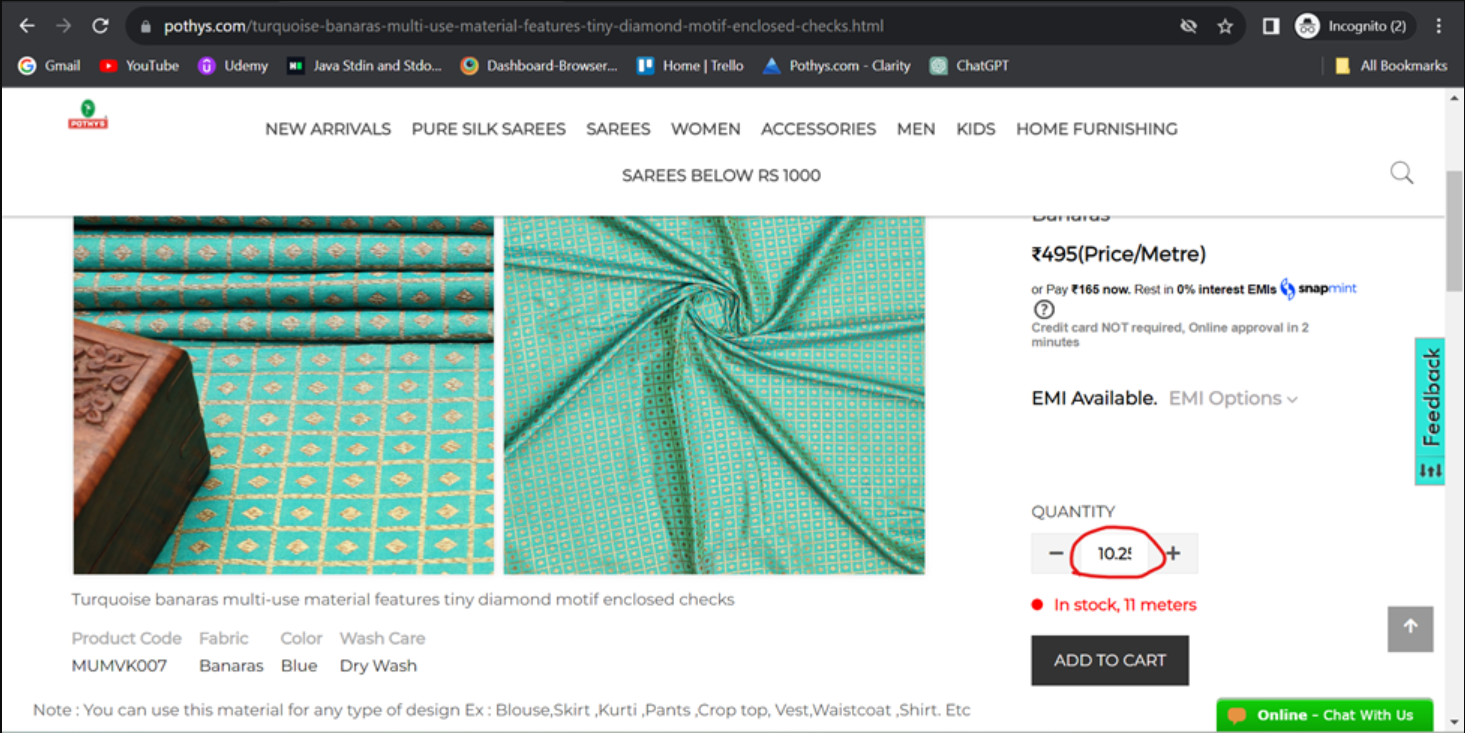 pothys.com/turquoise-banaras-multi-use-material-features-tiny-diamond-motif-enclosed-checks.html
Incognito (2)
Gmail YouTube Udemy Java Stdin and Stdo... Dashboard-Browser... Home | Trello Pothys.com - Clarity ChatGPT All Bookmarks
POTHYS
NEW ARRIVALS PURE SILK SAREES SAREES WOMEN ACCESSORIES MEN KIDS HOME FURNISHING
SAREES BELOW RS 1000
Banaras
₹495(Price/Metre)
or Pay ₹165 now. Rest in 0% interest EMIs snapmint
?
Credit card NOT required, Online approval in 2
minutes
EMI Available. EMI Options
Feedback
QUANTITY
− 10.25 +
In stock, 11 meters
ADD TO CART
Turquoise banaras multi-use material features tiny diamond motif enclosed checks
Product Code Fabric Color Wash Care
MUMVK007 Banaras Blue Dry Wash
Note : You can use this material for any type of design Ex : Blouse,Skirt ,Kurti ,Pants ,Crop top, Vest,Waistcoat ,Shirt. Etc
Online - Chat With Us